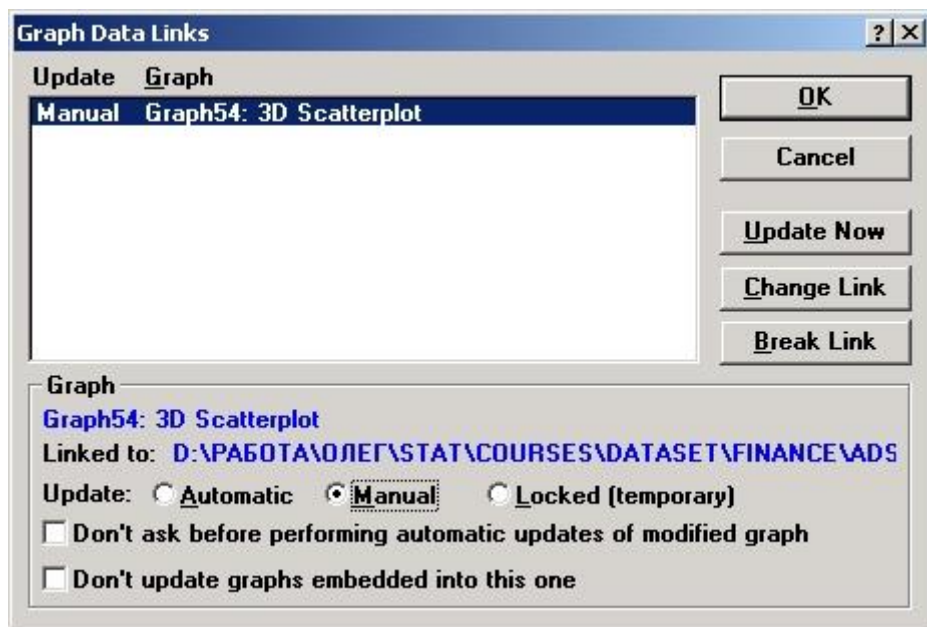 Graph Data Links
Update Graph
Manual Graph54: 3D Scatterplot
OK
Cancel
Update Now
Change Link
Break Link
Graph
Graph54: 3D Scatterplot
Linked to: D:\РАБОТА\ОЛЕГ\STAT\COURSES\DATASET\FINANCE\ADS
Update: Automatic Manual Locked (temporary)
Don't ask before performing automatic updates of modified graph
Don't update graphs embedded into this one